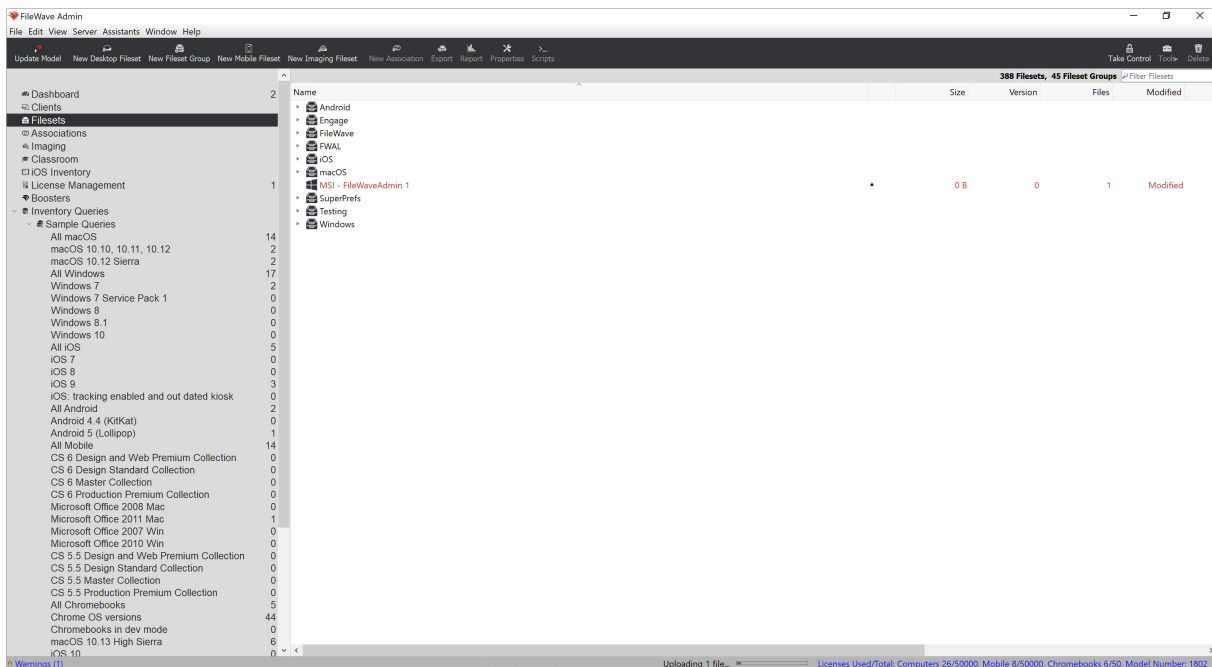 FileWave Admin
File Edit View Server Assistants Window Help
Update Model New Desktop Fileset New Fileset Group New Mobile Fileset New Imaging Fileset New Association Export Report Properties Scripts Take Control Tools Delete
388 Filesets, 45 Fileset Groups Filter Filesets
Name Size Version Files Modified
Dashboard 2
Clients
Filesets
Associations
Imaging
Classroom
iOS Inventory
License Management 1
Boosters
Inventory Queries
Sample Queries
All macOS 14
macOS 10.10, 10.11, 10.12 2
macOS 10.12 Sierra 2
All Windows 17
Windows 7 2
Windows 7 Service Pack 1 0
Windows 8 0
Windows 8.1 0
Windows 10 0
All iOS 5
iOS 7 0
iOS 8 0
iOS 9 3
iOS: tracking enabled and out dated kiosk 0
All Android 2
Android 4.4 (KitKat) 0
Android 5 (Lollipop) 1
All Mobile 14
CS 6 Design and Web Premium Collection 0
CS 6 Design Standard Collection 0
CS 6 Master Collection 0
CS 6 Production Premium Collection 0
Microsoft Office 2008 Mac 0
Microsoft Office 2011 Mac 1
Microsoft Office 2007 Win 0
Microsoft Office 2010 Win 0
CS 5.5 Design and Web Premium Collection 0
CS 5.5 Design Standard Collection 0
CS 5.5 Master Collection 0
CS 5.5 Production Premium Collection 0
All Chromebooks 5
Chrome OS versions 44
Chromebooks in dev mode 0
macOS 10.13 High Sierra 6
iOS 10 0
Android
Engage
FileWave
FWAL
iOS
macOS
MSI - FileWaveAdmin 1 0 B 0 1 Modified
SuperPrefs
Testing
Windows
Warnings (1)
Uploading 1 file...
Licenses Used/Total: Computers 26/50000, Mobile 8/50000, Chromebooks 6/50, Model Number: 1802